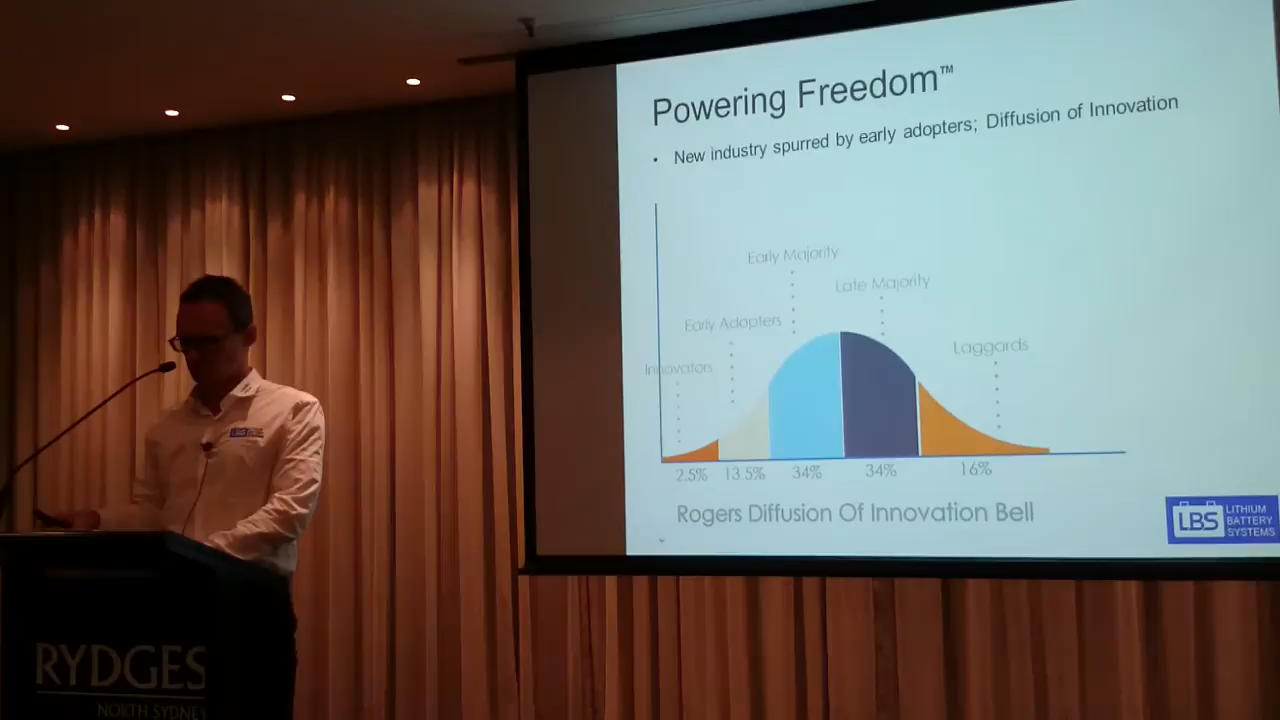 Powering Freedom™
• New industry spurred by early adopters; Diffusion of Innovation
Early Majority
Late Majority
Early Adopters
Laggards
Innovators
2.5% 13.5% 34% 34% 16%
Rogers Diffusion Of Innovation Bell
LBS LITHIUM
BATTERY
SYSTEMS
LBS
RYDGES
NORTH SYDNEY